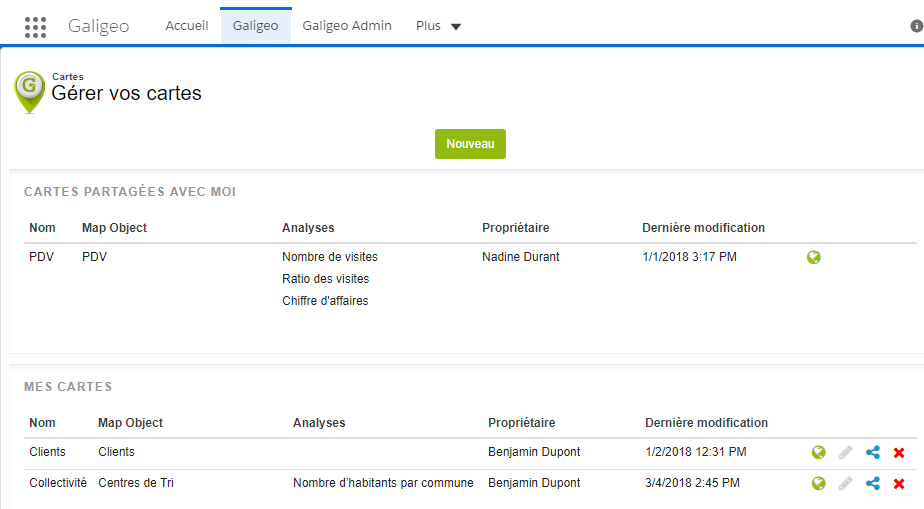 Galigeo Accueil Galigeo Galigeo Admin Plus
Cartes
G Gérer vos cartes
Nouveau
CARTES PARTAGÉES AVEC MOI
Nom Map Object Analyses Propriétaire Dernière modification
PDV PDV Nombre de visites Nadine Durant 1/1/2018 3:17 PM
Ratio des visites
Chiffre d'affaires
MES CARTES
Nom Map Object Analyses Propriétaire Dernière modification
Clients Clients Benjamin Dupont 1/2/2018 12:31 PM
Collectivité Centres de Tri Nombre d'habitants par commune Benjamin Dupont 3/4/2018 2:45 PM